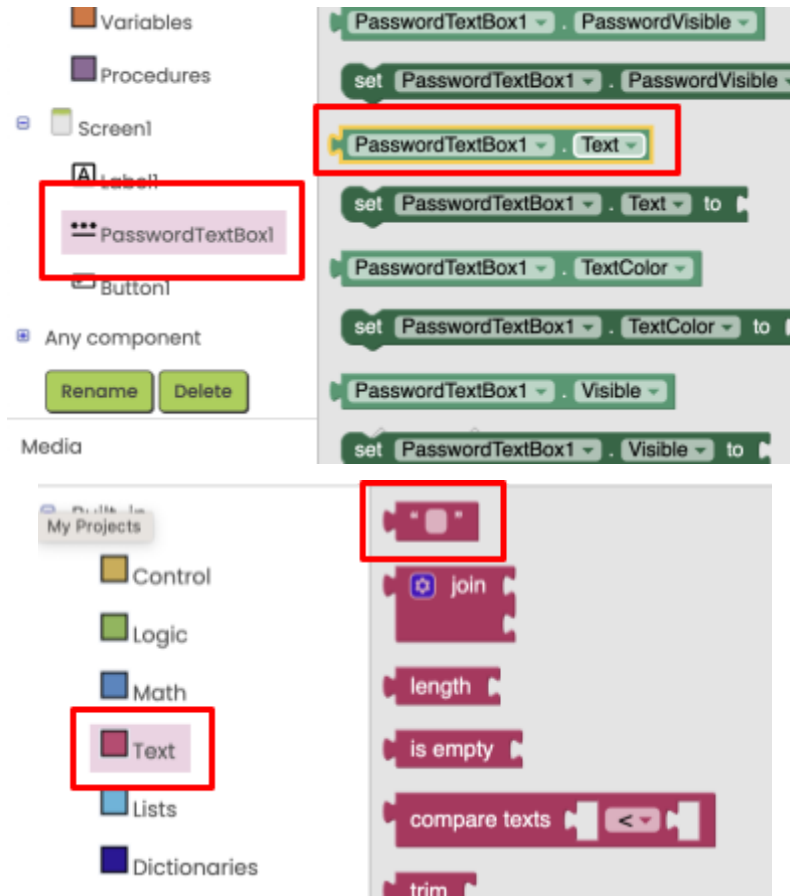 Variables
Procedures
Screen1
Label1
PasswordTextBox1
Button1
Any component
Rename Delete
Media
PasswordTextBox1 . PasswordVisible
set PasswordTextBox1 . PasswordVisible
PasswordTextBox1 . Text
set PasswordTextBox1 . Text to
PasswordTextBox1 . TextColor
set PasswordTextBox1 . TextColor to
PasswordTextBox1 . Visible
set PasswordTextBox1 . Visible to
Built-in
My Projects
Control
Logic
Math
Text
Lists
Dictionaries
“ ”
join
length
is empty
compare texts <
trim